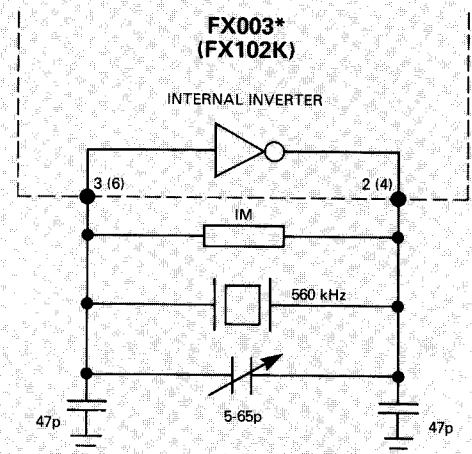 FX003*
(FX102K)
INTERNAL INVERTER
3 (6)
2 (4)
IM
560 kHz
5-65p
47p
47p